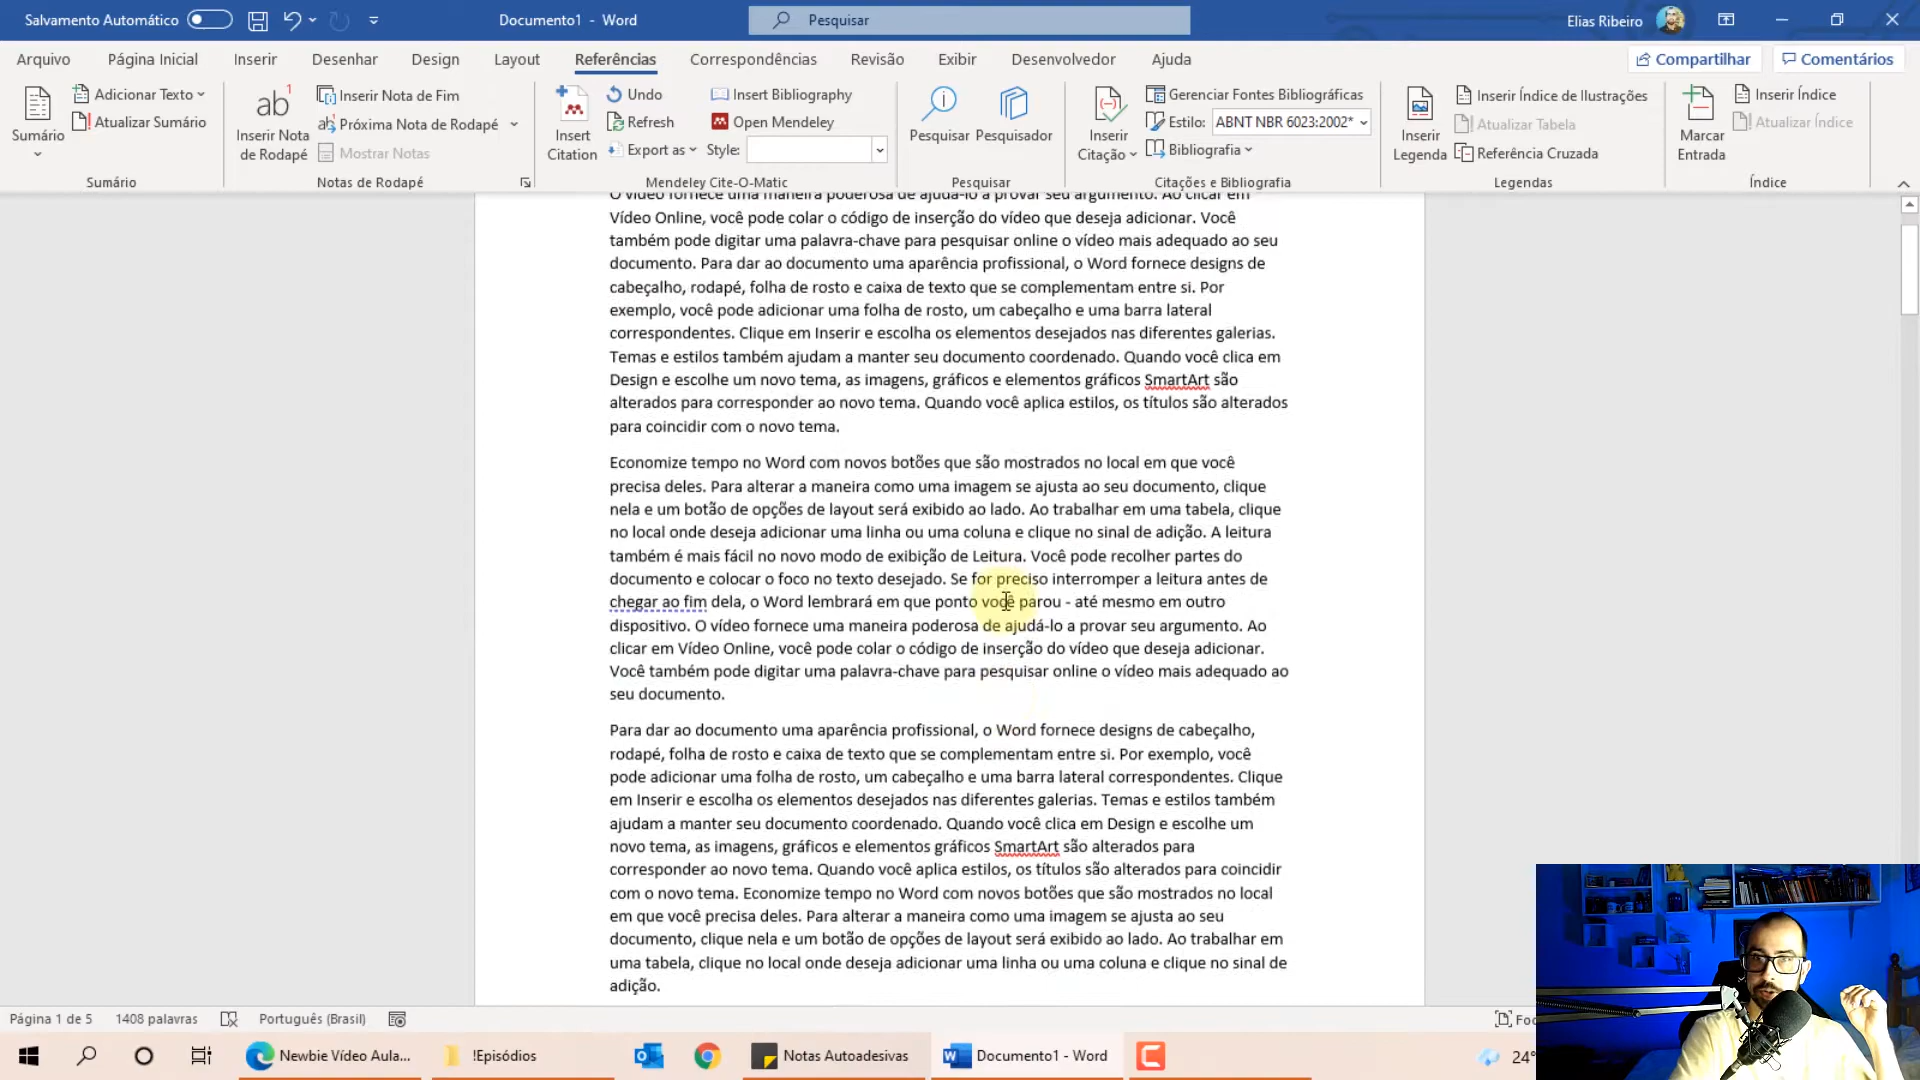 Salvamento Automático
Documento1 - Word
Pesquisar
Elias Ribeiro
Arquivo Página Inicial Inserir Desenhar Design Layout Referências Correspondências Revisão Exibir Desenvolvedor Ajuda
Compartilhar
Comentários
Sumário
Adicionar Texto
Atualizar Sumário
Sumário
ab1
Inserir Nota
de Rodapé
Inserir Nota de Fim
Próxima Nota de Rodapé
Mostrar Notas
Notas de Rodapé
Insert
Citation
Undo
Refresh
Export as
Insert Bibliography
Open Mendeley
Style:
Mendeley Cite-O-Matic
Pesquisar
Pesquisador
Pesquisar
Inserir
Citação
Gerenciar Fontes Bibliográficas
Estilo: ABNT NBR 6023:2002*
Bibliografia
Citações e Bibliografia
Inserir
Legenda
Inserir Índice de Ilustrações
Atualizar Tabela
Referência Cruzada
Legendas
Marcar
Entrada
Inserir Índice
Atualizar Índice
Índice
O vídeo fornece uma maneira poderosa de ajudá-lo a provar seu argumento. Ao clicar em
Vídeo Online, você pode colar o código de inserção do vídeo que deseja adicionar. Você
também pode digitar uma palavra-chave para pesquisar online o vídeo mais adequado ao seu
documento. Para dar ao documento uma aparência profissional, o Word fornece designs de
cabeçalho, rodapé, folha de rosto e caixa de texto que se complementam entre si. Por
exemplo, você pode adicionar uma folha de rosto, um cabeçalho e uma barra lateral
correspondentes. Clique em Inserir e escolha os elementos desejados nas diferentes galerias.
Temas e estilos também ajudam a manter seu documento coordenado. Quando você clica em
Design e escolhe um novo tema, as imagens, gráficos e elementos gráficos SmartArt são
alterados para corresponder ao novo tema. Quando você aplica estilos, os títulos são alterados
para coincidir com o novo tema.
Economize tempo no Word com novos botões que são mostrados no local em que você
precisa deles. Para alterar a maneira como uma imagem se ajusta ao seu documento, clique
nela e um botão de opções de layout será exibido ao lado. Ao trabalhar em uma tabela, clique
no local onde deseja adicionar uma linha ou uma coluna e clique no sinal de adição. A leitura
também é mais fácil no novo modo de exibição de Leitura. Você pode recolher partes do
documento e colocar o foco no texto desejado. Se for preciso interromper a leitura antes de
chegar ao fim dela, o Word lembrará em que ponto você parou - até mesmo em outro
dispositivo. O vídeo fornece uma maneira poderosa de ajudá-lo a provar seu argumento. Ao
clicar em Vídeo Online, você pode colar o código de inserção do vídeo que deseja adicionar.
Você também pode digitar uma palavra-chave para pesquisar online o vídeo mais adequado ao
seu documento.
Para dar ao documento uma aparência profissional, o Word fornece designs de cabeçalho,
rodapé, folha de rosto e caixa de texto que se complementam entre si. Por exemplo, você
pode adicionar uma folha de rosto, um cabeçalho e uma barra lateral correspondentes. Clique
em Inserir e escolha os elementos desejados nas diferentes galerias. Temas e estilos também
ajudam a manter seu documento coordenado. Quando você clica em Design e escolhe um
novo tema, as imagens, gráficos e elementos gráficos SmartArt são alterados para
corresponder ao novo tema. Quando você aplica estilos, os títulos são alterados para coincidir
com o novo tema. Economize tempo no Word com novos botões que são mostrados no local
em que você precisa deles. Para alterar a maneira como uma imagem se ajusta ao seu
documento, clique nela e um botão de opções de layout será exibido ao lado. Ao trabalhar em
uma tabela, clique no local onde deseja adicionar uma linha ou uma coluna e clique no sinal de
adição.
Página 1 de 5 1408 palavras Português (Brasil)
Newbie Vídeo Aula... !Episódios Notas Autoadesivas Documento1 - Word 24°